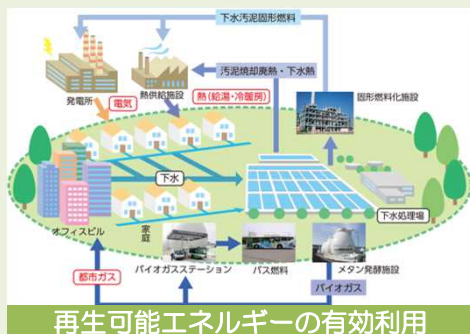 下水汚泥固形燃料
汚泥焼却廃熱・下水熱
発電所
熱供給施設
電気
熱(給湯・冷暖房)
固形燃料化施設
下水
下水処理場
オフィスビル
家庭
都市ガス
バイオガスステーション
バス燃料
メタン発酵施設
バイオガス
再生可能エネルギーの有効利用